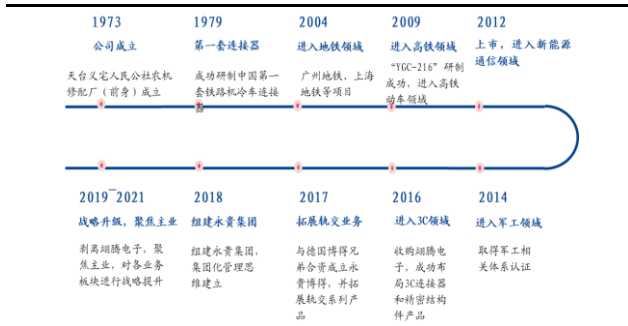 1973
公司成立
天台义宅人民公社农机
修配厂（前身）成立
1979
第一套连接器
成功研制中国第一
套铁路机冷车连接
器
2004
进入地铁领域
广州地铁、上海
地铁等项目
2009
进入高铁领域
“YGC-216”研制
成功，进入高铁
动车领域
2012
上市，进入新能源
通信领域
2019-2021
战略升级，聚焦主业
剥离翊腾电子，聚
焦主业，对各业务
板块进行战略提升
2018
组建永贵集团
组建永贵集团，
集团化管理思
维建立
2017
拓展轨交业务
与德国博得兄
弟合资成立永
贵博得，并拓
展轨交系列产
品
2016
进入3C领域
收购翊腾电
子，成功布
局3C连接器
和精密结构
件产品
2014
进入军工领域
取得军工相
关体系认证